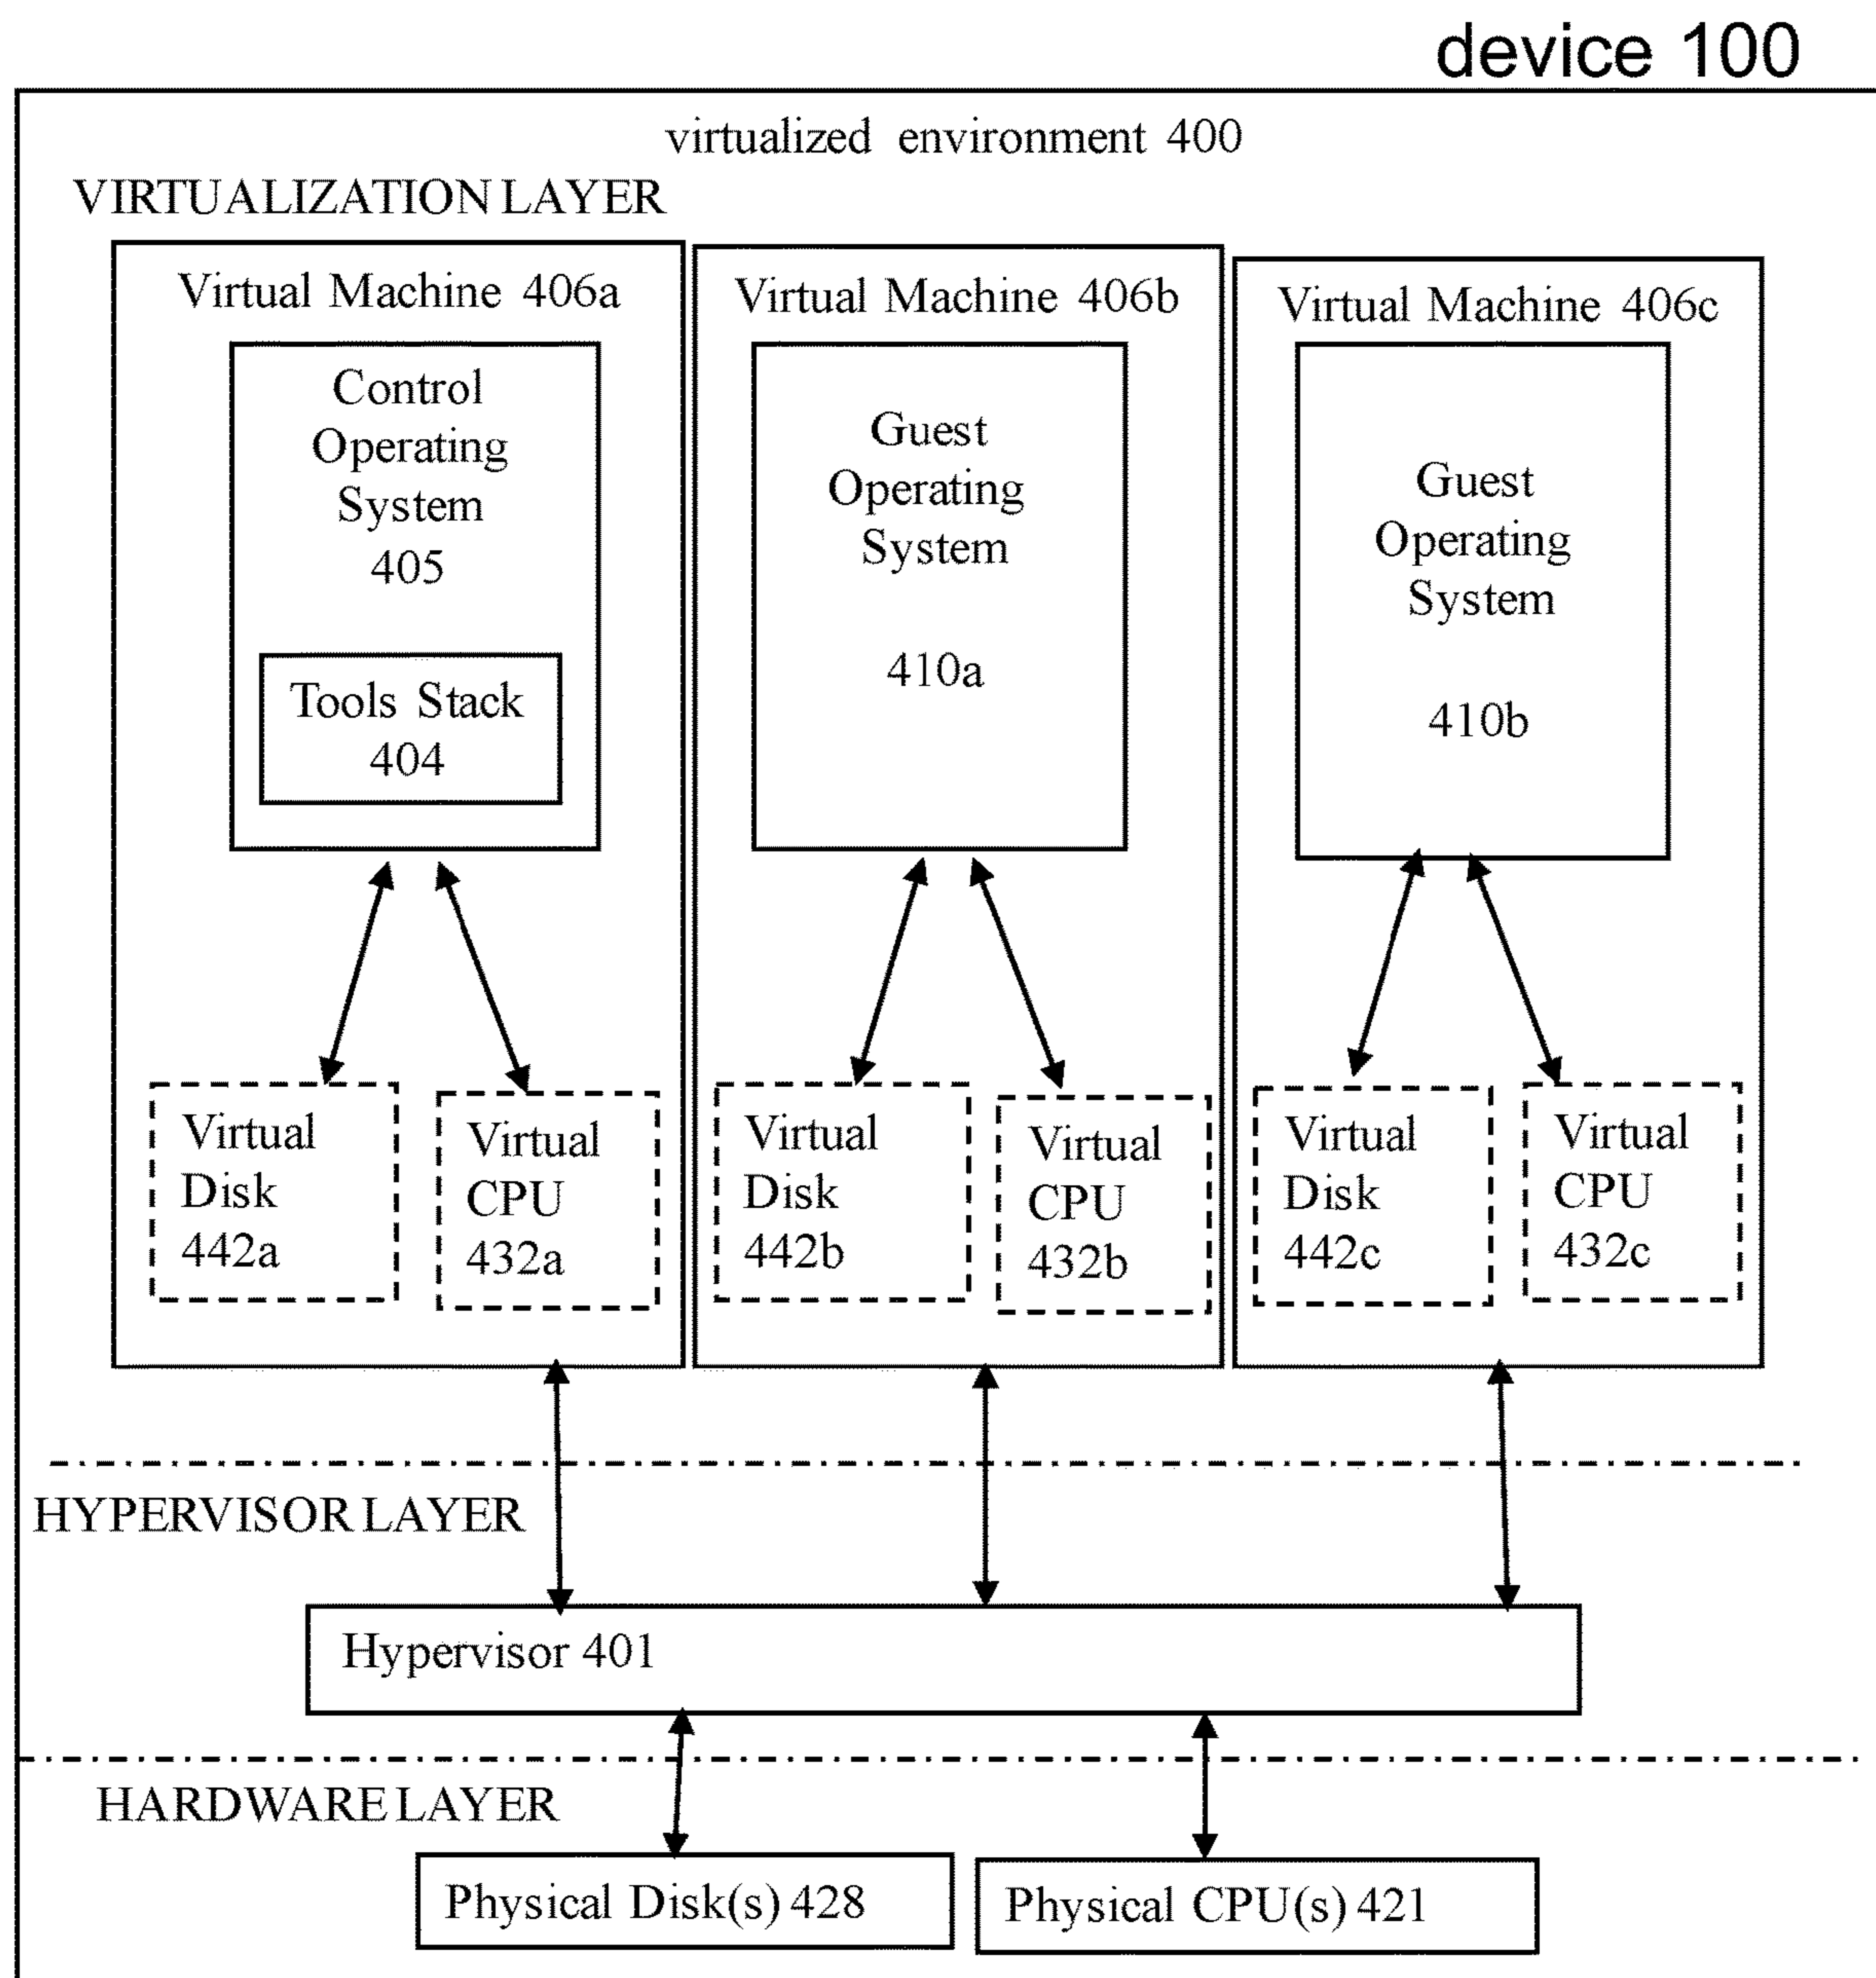 device 100
virtualized environment 400
VIRTUALIZATION LAYER
Virtual Machine 406a
Control
Operating
System
405
Tools Stack
404
Virtual
Disk
442a
Virtual
CPU
432a
Virtual Machine 406b
Guest
Operating
System
410a
Virtual
Disk
442b
Virtual
CPU
432b
Virtual Machine 406c
Guest
Operating
System
410b
Virtual
Disk
442c
Virtual
CPU
432c
HYPERVISOR LAYER
Hypervisor 401
HARDWARE LAYER
Physical Disk(s) 428
Physical CPU(s) 421